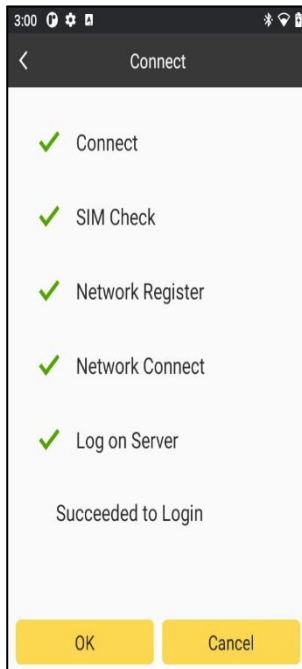 3:00
Connect
Connect
SIM Check
Network Register
Network Connect
Log on Server
Succeeded to Login
OK Cancel